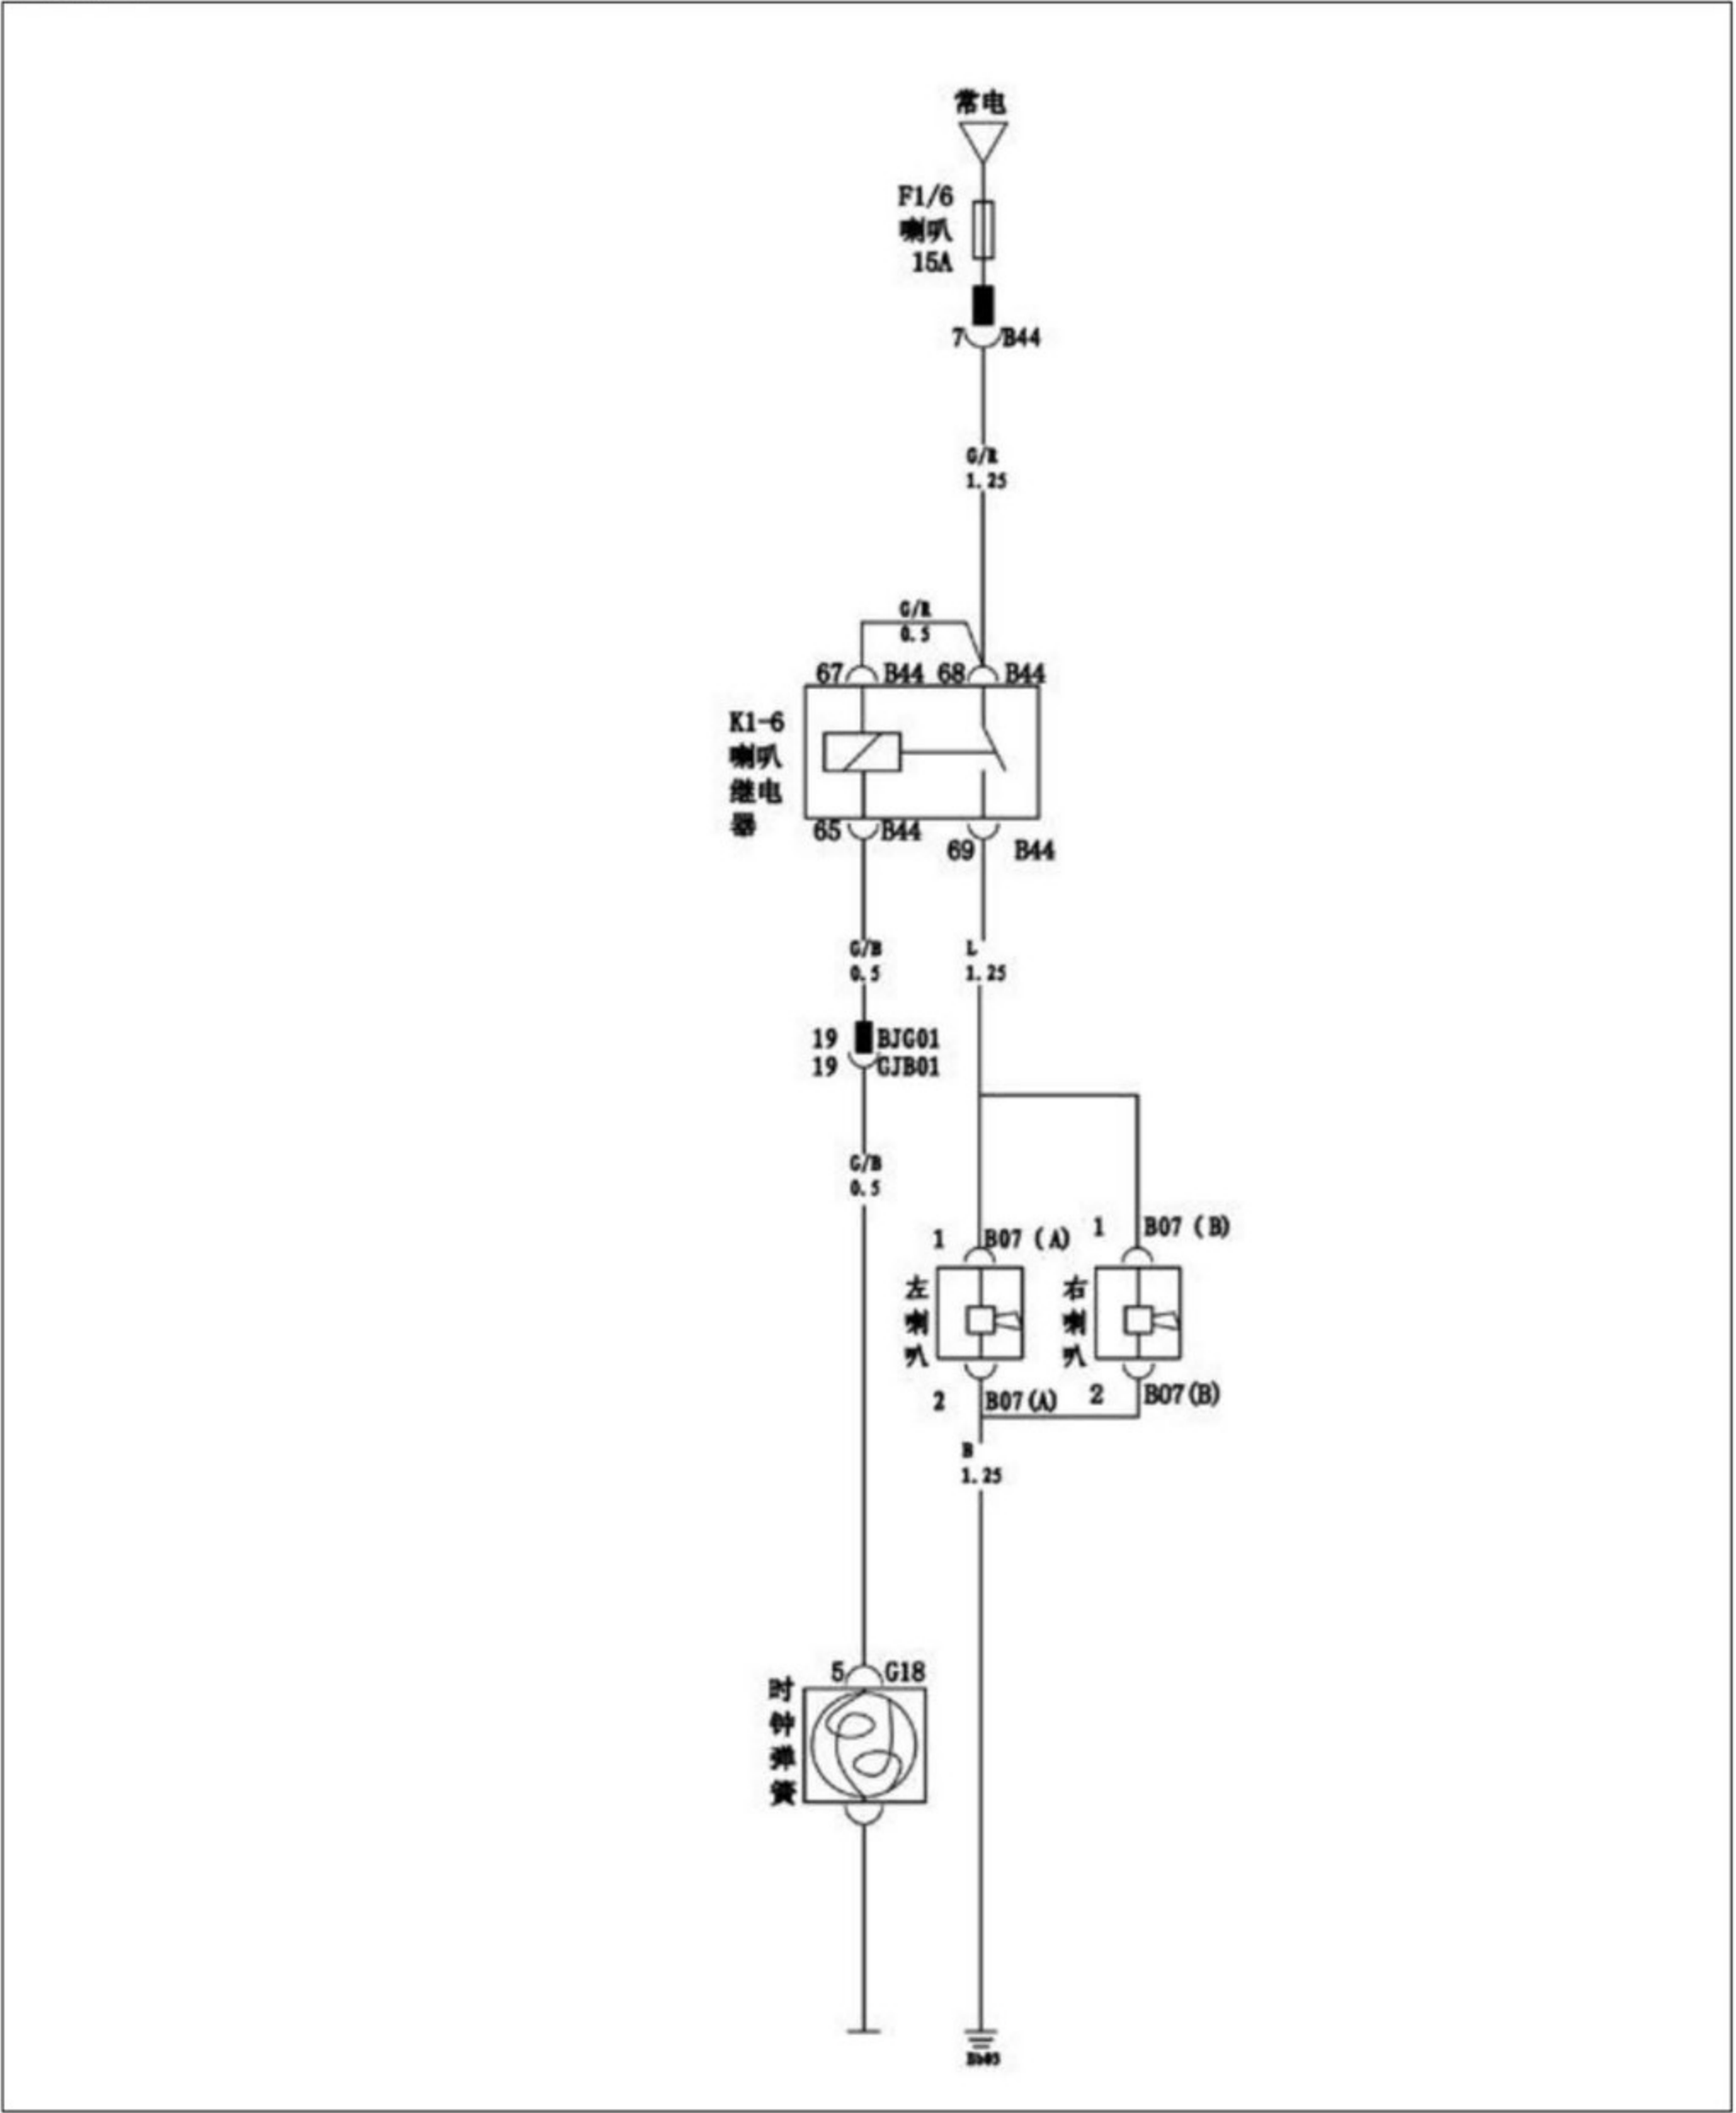 常电
F1/6
喇叭
15A
7 B44
G/R
1.25
G/R
0.5
67 B44 68 B44
K1-6
喇叭
继电
器
65 B44
69 B44
G/B
0.5
L
1.25
19 BJG01
19 GJB01
G/B
0.5
1 B07 (A)
1 B07 (B)
左
喇
叭
右
喇
叭
2 B07(A)
2 B07(B)
B
1.25
5 G18
时
钟
弹
簧
Eb05